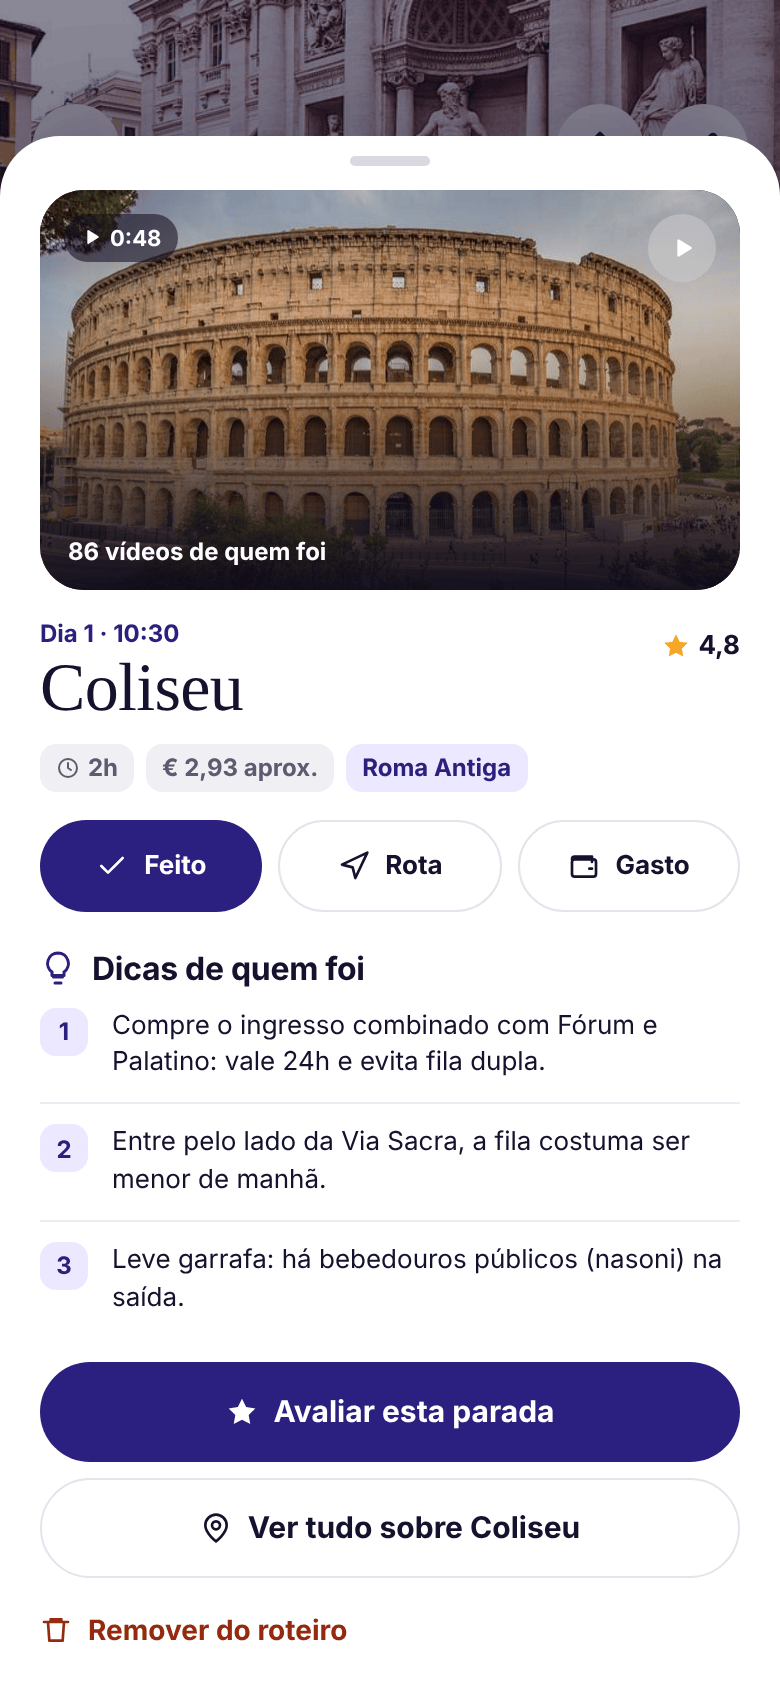 0:48
86 vídeos de quem foi
Dia 1 · 10:30
4,8
Coliseu
2h
€ 2,93 aprox.
Roma Antiga
Feito
Rota
Gasto
Dicas de quem foi
1
Compre o ingresso combinado com Fórum e
Palatino: vale 24h e evita fila dupla.
2
Entre pelo lado da Via Sacra, a fila costuma ser
menor de manhã.
3
Leve garrafa: há bebedouros públicos (nasoni) na
saída.
Avaliar esta parada
Ver tudo sobre Coliseu
Remover do roteiro